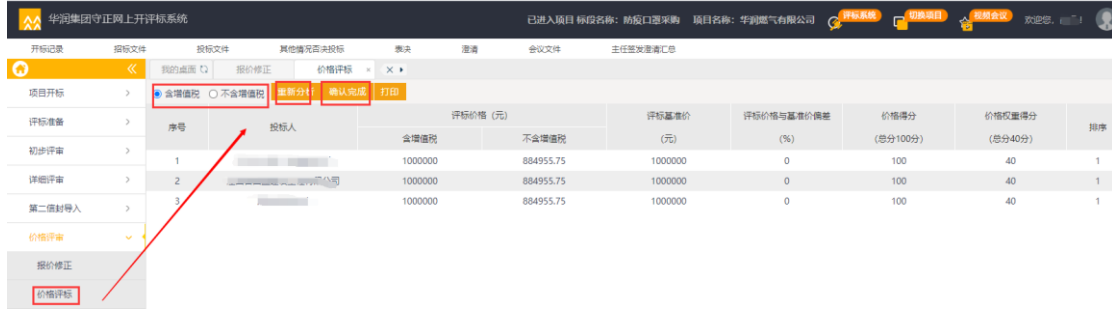 华润集团守正网上开评标系统 已进入项目 标段名称：防疫口罩采购 项目名称：华润燃气有限公司 评标系统 切换项目 视频会议 欢迎您,
开标记录 招标文件 投标文件 其他情况否决投标 表决 澄清 会议文件 主任签发澄清汇总
我的桌面 报价修正 价格评标 ×
项目开标
评标准备
初步评审
详细评审
第二信封导入
价格评审
报价修正
价格评标
含增值税 不含增值税 重新分析 确认完成 打印
序号 投标人 评标价格（元） 评标基准价 评标价格与基准价偏差 价格得分 价格权重得分 排序
含增值税 不含增值税 （元） （%） （总分100分） （总分40分）
1 1000000 884955.75 1000000 0 100 40 1
2 公司 1000000 884955.75 1000000 0 100 40 1
3 1000000 884955.75 1000000 0 100 40 1